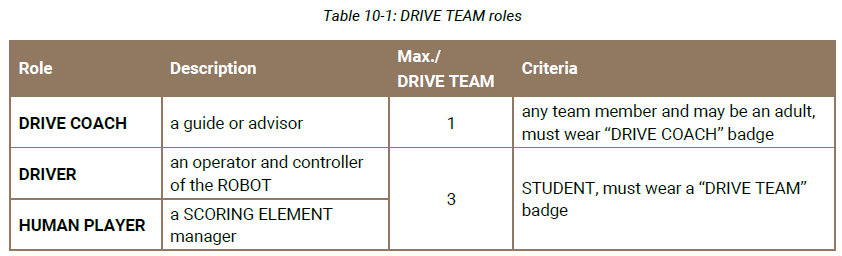 Table 10-1: DRIVE TEAM roles
Role
Description
Max./
DRIVE TEAM
Criteria
DRIVE COACH
a guide or advisor
1
any team member and may be an adult,
must wear “DRIVE COACH” badge
DRIVER
an operator and controller
of the ROBOT
3
STUDENT, must wear a “DRIVE TEAM”
badge
HUMAN PLAYER
a SCORING ELEMENT
manager